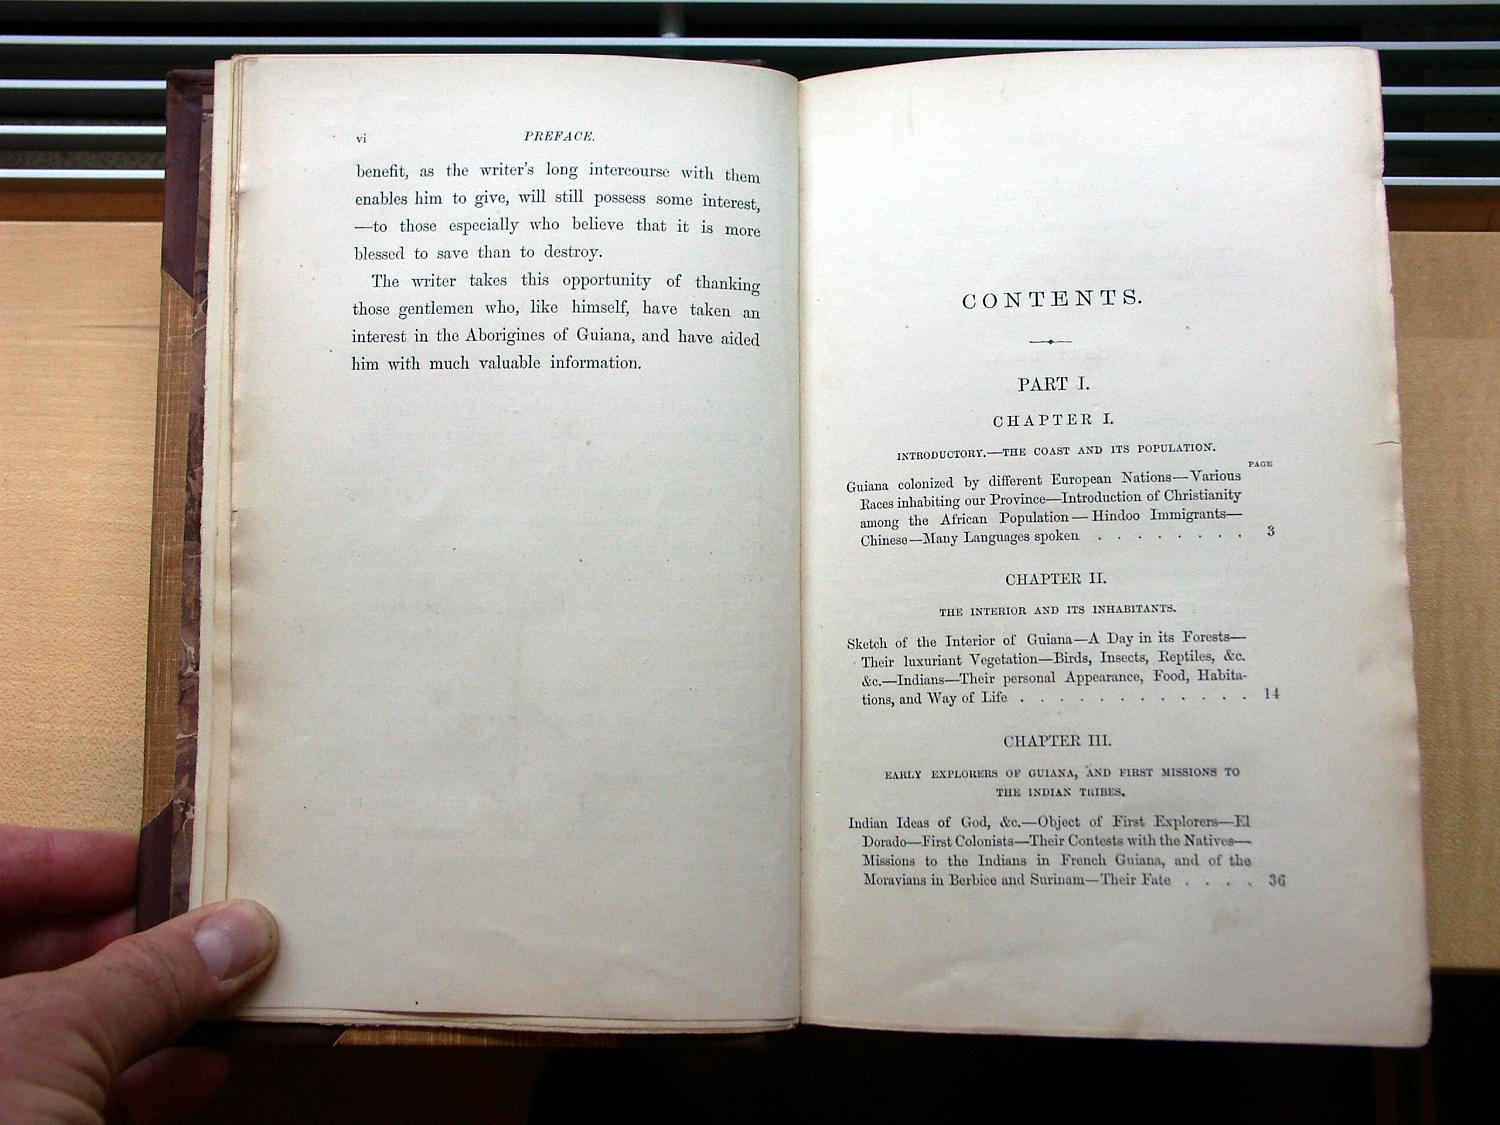 vi PREFACE.
benefit, as the writer's long intercourse with them
enables him to give, will still possess some interest,
—to those especially who believe that it is more
blessed to save than to destroy.
The writer takes this opportunity of thanking
those gentlemen who, like himself, have taken an
interest in the Aborigines of Guiana, and have aided
him with much valuable information.
CONTENTS.
PART I.
CHAPTER I.
INTRODUCTORY.—THE COAST AND ITS POPULATION.
PAGE
Guiana colonized by different European Nations—Various
Races inhabiting our Province—Introduction of Christianity
among the African Population—Hindoo Immigrants—
Chinese—Many Languages spoken . . . . . . . . 3
CHAPTER II.
THE INTERIOR AND ITS INHABITANTS.
Sketch of the Interior of Guiana—A Day in its Forests—
Their luxuriant Vegetation—Birds, Insects, Reptiles, &c.
&c.—Indians—Their personal Appearance, Food, Habita-
tions, and Way of Life . . . . . . . . . . . . 14
CHAPTER III.
EARLY EXPLORERS OF GUIANA, AND FIRST MISSIONS TO
THE INDIAN TRIBES.
Indian Ideas of God, &c.—Object of First Explorers—El
Dorado—First Colonists—Their Contests with the Natives—
Missions to the Indians in French Guiana, and of the
Moravians in Berbice and Surinam—Their Fate . . . . 36